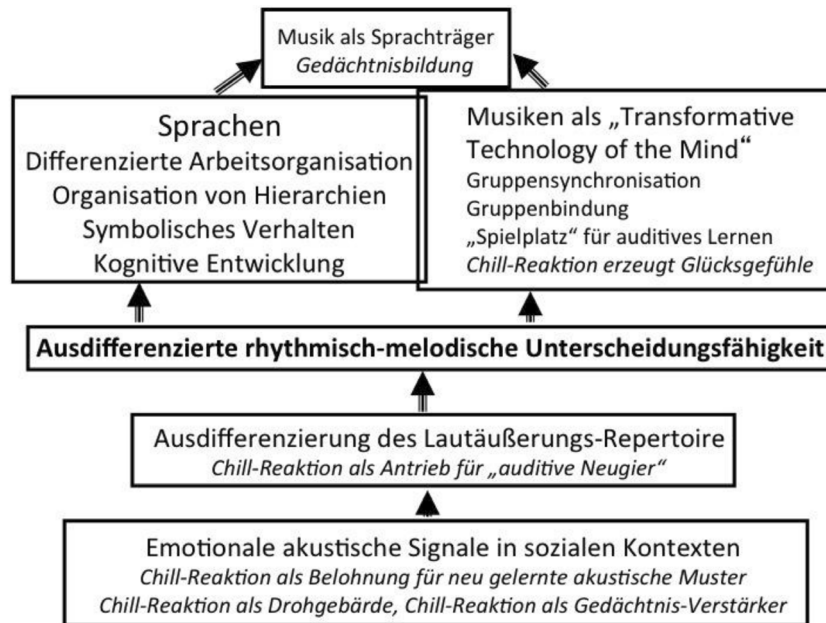 Musik als Sprachträger
Gedächtnisbildung
Sprachen
Differenzierte Arbeitsorganisation
Organisation von Hierarchien
Symbolisches Verhalten
Kognitive Entwicklung
Musiken als „Transformative
Technology of the Mind“
Gruppensynchronisation
Gruppenbindung
„Spielplatz“ für auditives Lernen
Chill-Reaktion erzeugt Glücksgefühle
Ausdifferenzierte rhythmisch-melodische Unterscheidungsfähigkeit
Ausdifferenzierung des Lautäußerungs-Repertoire
Chill-Reaktion als Antrieb für „auditive Neugier“
Emotionale akustische Signale in sozialen Kontexten
Chill-Reaktion als Belohnung für neu gelernte akustische Muster
Chill-Reaktion als Drohgebärde, Chill-Reaktion als Gedächtnis-Verstärker